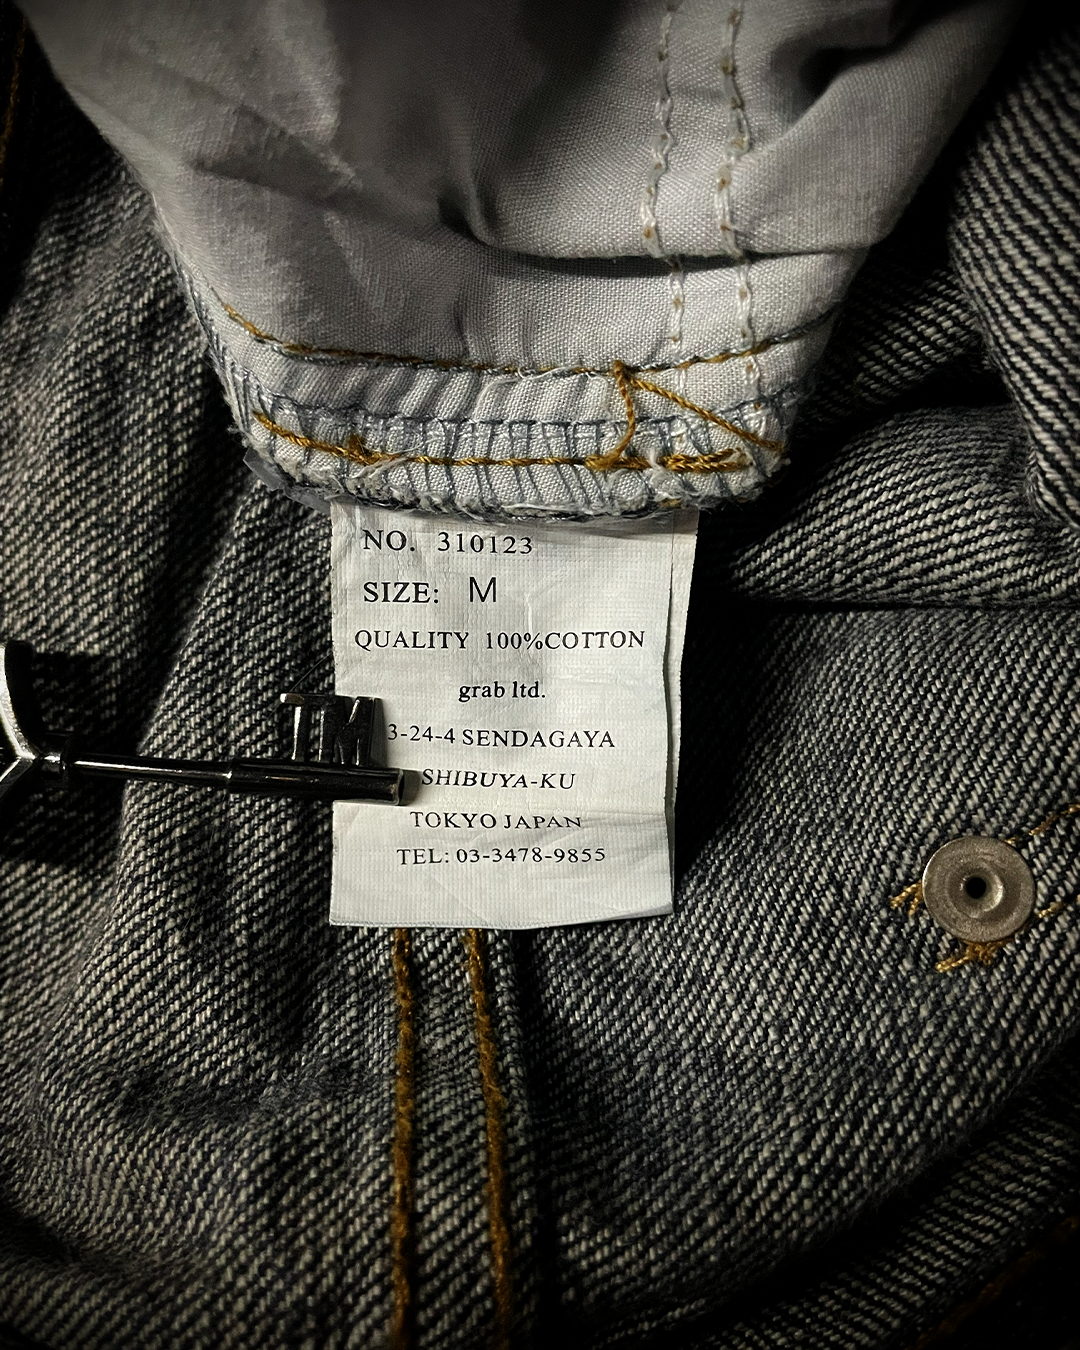 NO. 310123
SIZE: M
QUALITY 100%COTTON
grab ltd.
3-24-4 SENDAGAYA
SHIBUYA-KU
TOKYO JAPAN
TEL: 03-3478-9855
TM